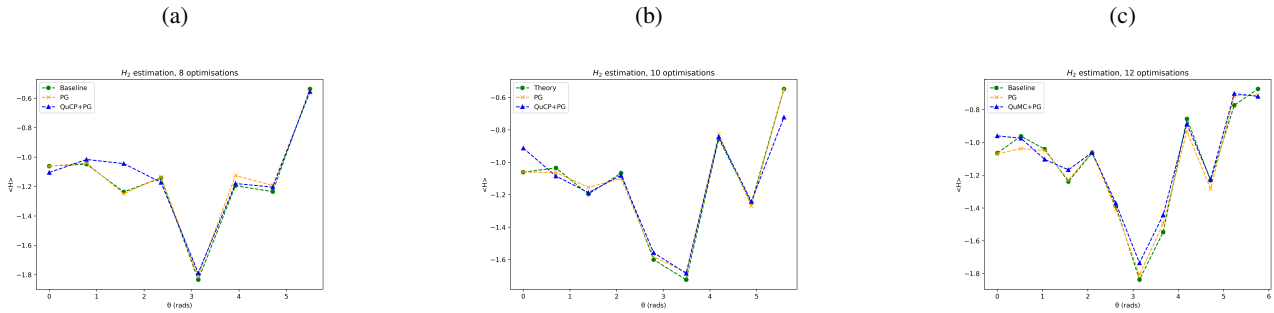 (a)
(b)
(c)
H₂ estimation, 8 optimisations
Baseline
PG
QuCP+PG
−0.6
−0.8
−1.0
−1.2
−1.4
−1.6
−1.8
<H>
0 1 2 3 4 5
θ (rads)
H₂ estimation, 10 optimisations
Theory
PG
QuCP+PG
−0.6
−0.8
−1.0
−1.2
−1.4
−1.6
<H>
0 1 2 3 4 5
θ (rads)
H₂ estimation, 12 optimisations
Baseline
PG
QuMC+PG
−0.8
−1.0
−1.2
−1.4
−1.6
−1.8
<H>
0 1 2 3 4 5 6
θ (rads)